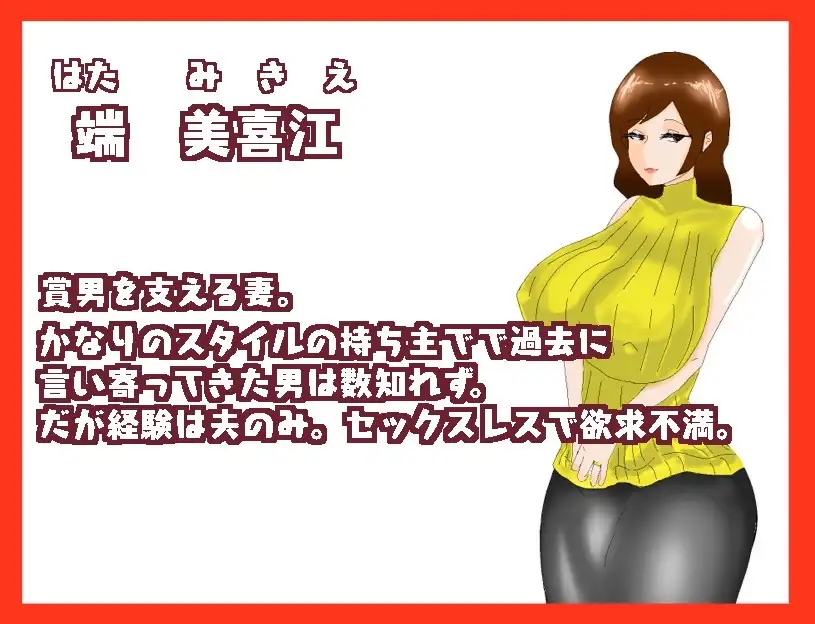 はた　み　き　え
端　美喜江
賞男を支える妻。
かなりのスタイルの持ち主でで過去に
言い寄ってきた男は数知れず。
だが経験は夫のみ。セックスレスで欲求不満。